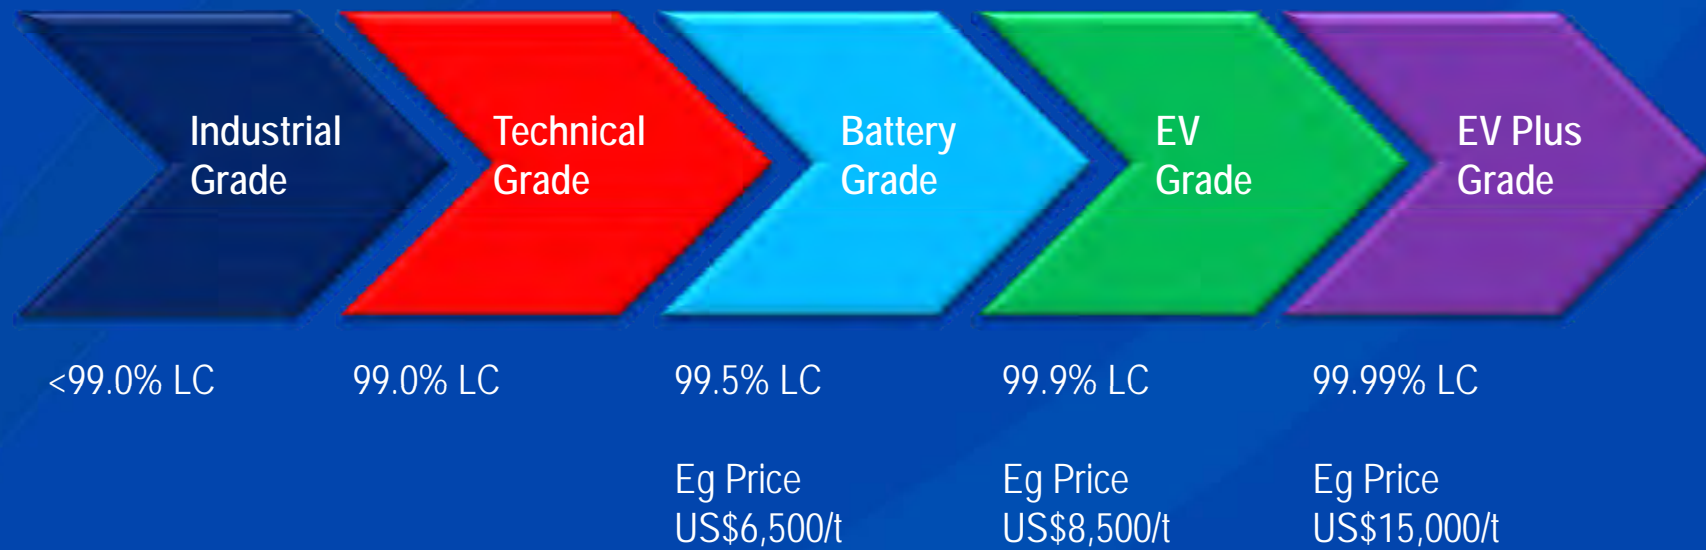 Industrial
Grade
Technical
Grade
Battery
Grade
EV
Grade
EV Plus
Grade
<99.0% LC
99.0% LC
99.5% LC
99.9% LC
99.99% LC
Eg Price
US$6,500/t
Eg Price
US$8,500/t
Eg Price
US$15,000/t